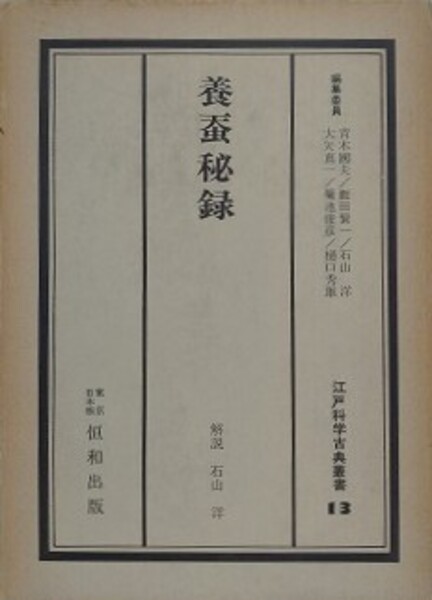 編集委員
青木國夫／飯田賢一／石山 洋
大矢真一／菊池俊彦／樋口秀雄
江戸科学古典叢書
13
養蚕秘録
解説 石山 洋
東京
日本橋
恒和出版